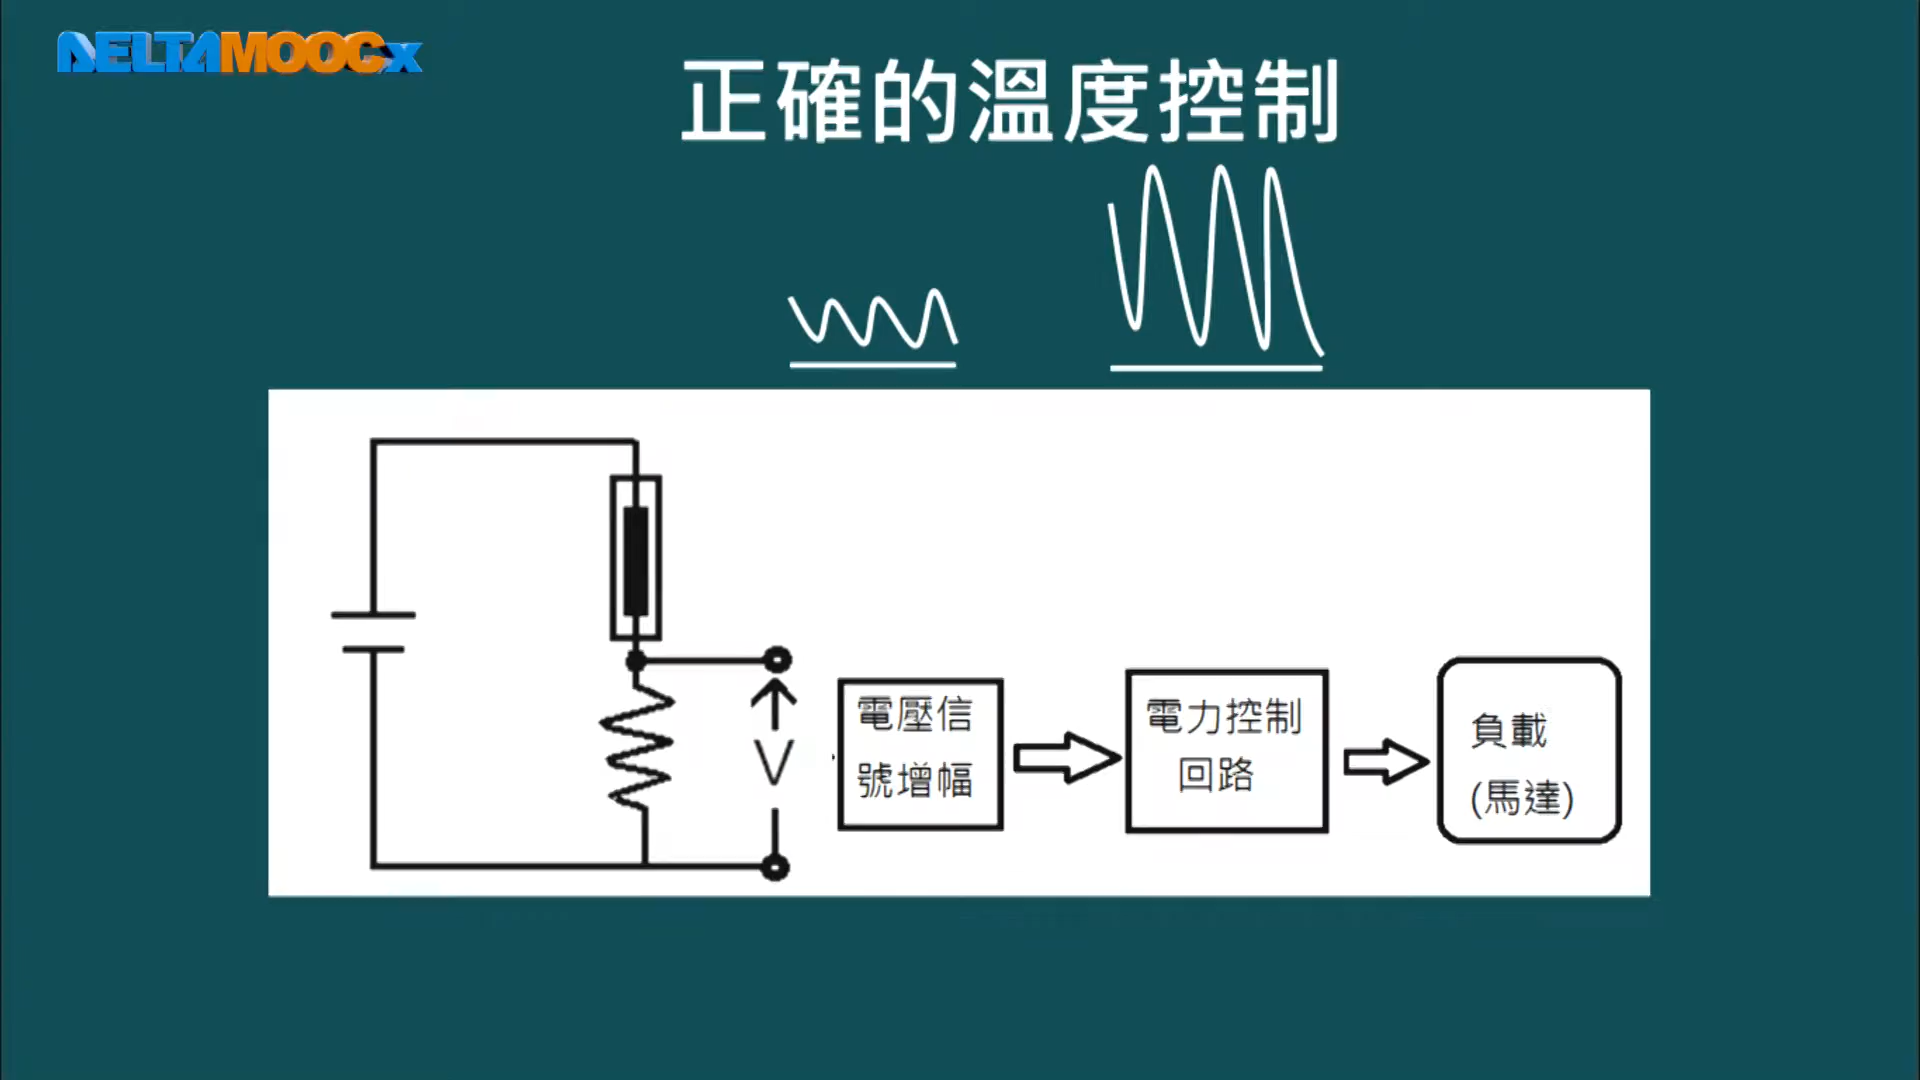 DELTAMOOCx
正確的溫度控制
電壓信
號增幅
電力控制
回路
負載
(馬達)
V